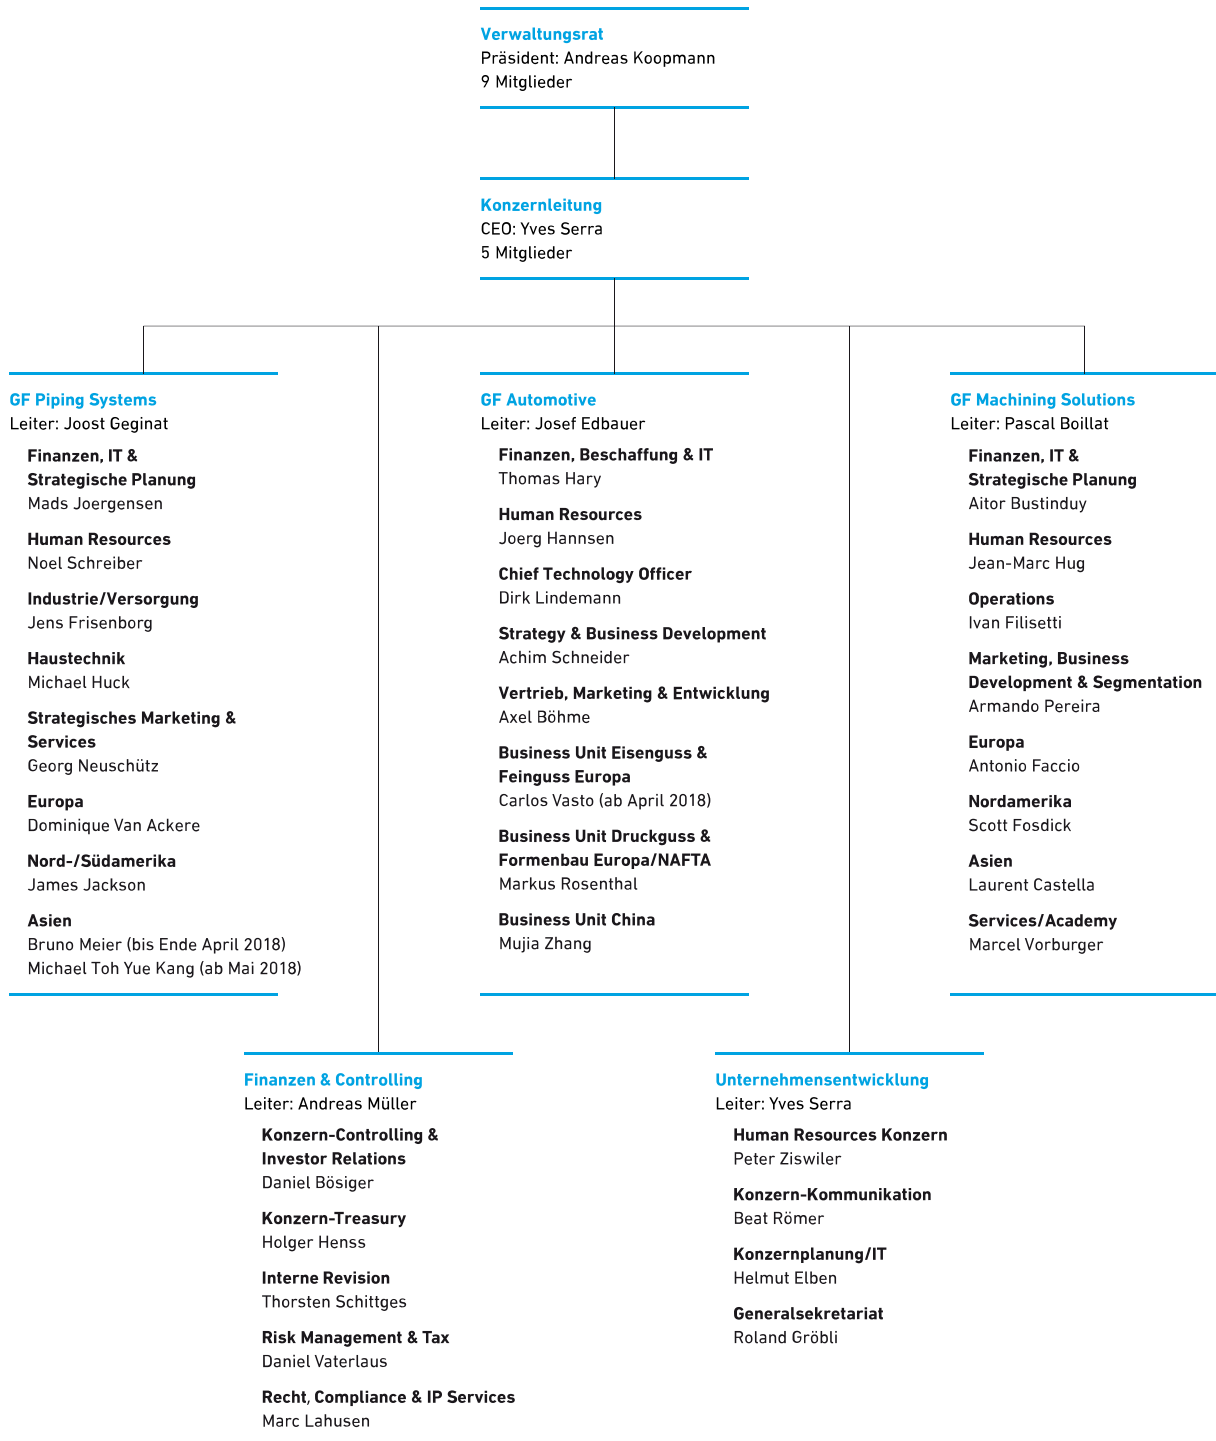 Verwaltungsrat
Präsident: Andreas Koopmann
9 Mitglieder
Konzernleitung
CEO: Yves Serra
5 Mitglieder
GF Piping Systems
Leiter: Joost Geginat
Finanzen, IT &
Strategische Planung
Mads Joergensen
Human Resources
Noel Schreiber
Industrie/Versorgung
Jens Frisenborg
Haustechnik
Michael Huck
Strategisches Marketing &
Services
Georg Neuschütz
Europa
Dominique Van Ackere
Nord-/Südamerika
James Jackson
Asien
Bruno Meier (bis Ende April 2018)
Michael Toh Yue Kang (ab Mai 2018)
GF Automotive
Leiter: Josef Edbauer
Finanzen, Beschaffung & IT
Thomas Hary
Human Resources
Joerg Hannsen
Chief Technology Officer
Dirk Lindemann
Strategy & Business Development
Achim Schneider
Vertrieb, Marketing & Entwicklung
Axel Böhme
Business Unit Eisenguss &
Feinguss Europa
Carlos Vasto (ab April 2018)
Business Unit Druckguss &
Formenbau Europa/NAFTA
Markus Rosenthal
Business Unit China
Mujia Zhang
GF Machining Solutions
Leiter: Pascal Boillat
Finanzen, IT &
Strategische Planung
Aitor Bustinduy
Human Resources
Jean-Marc Hug
Operations
Ivan Filisetti
Marketing, Business
Development & Segmentation
Armando Pereira
Europa
Antonio Faccio
Nordamerika
Scott Fosdick
Asien
Laurent Castella
Services/Academy
Marcel Vorburger
Finanzen & Controlling
Leiter: Andreas Müller
Konzern-Controlling &
Investor Relations
Daniel Bösiger
Konzern-Treasury
Holger Henss
Interne Revision
Thorsten Schittges
Risk Management & Tax
Daniel Vaterlaus
Recht, Compliance & IP Services
Marc Lahusen
Unternehmensentwicklung
Leiter: Yves Serra
Human Resources Konzern
Peter Ziswiler
Konzern-Kommunikation
Beat Römer
Konzernplanung/IT
Helmut Elben
Generalsekretariat
Roland Gröbli